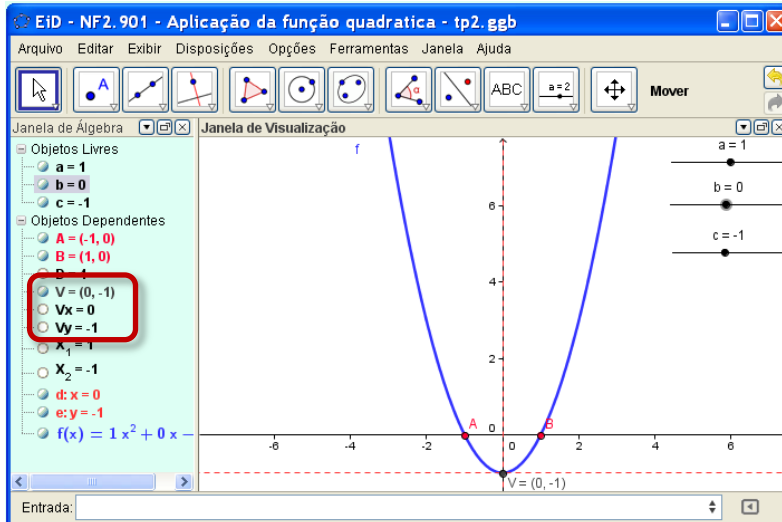 EiD - NF2.901 - Aplicação da função quadratica - tp2.ggb
Arquivo Editar Exibir Disposições Opções Ferramentas Janela Ajuda
A α ABC a=2 Mover
Janela de Álgebra
Objetos Livres
a = 1
b = 0
c = -1
Objetos Dependentes
A = (-1, 0)
B = (1, 0)
V = (0, -1)
Vx = 0
Vy = -1
X1 = 1
X2 = -1
d: x = 0
e: y = -1
f(x) = 1 x² + 0 x –
Janela de Visualização
f
a = 1
b = 0
c = -1
6
4
2
0
-6 -4 -2 0 2 4 6
A
B
V = (0, -1)
Entrada: